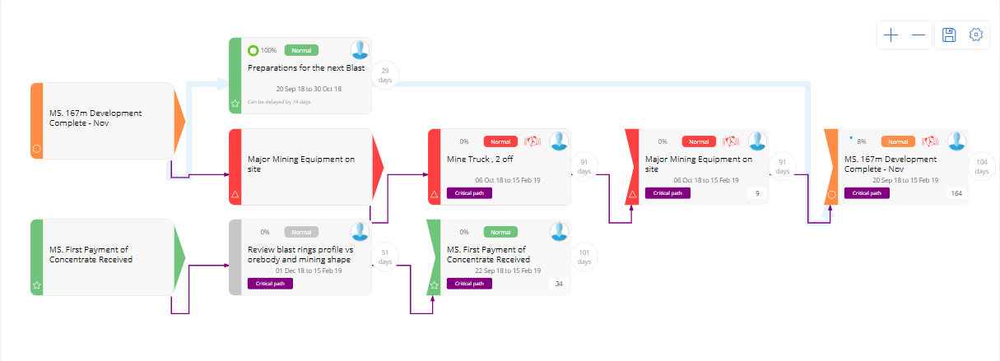 100% Normal
Preparations for the next Blast
20 Sep 18 to 30 Oct 18
Can be delayed by 74 days
29
days
MS. 167m Development
Complete - Nov
Major Mining Equipment on
site
0% Normal
Mine Truck , 2 off
06 Oct 18 to 15 Feb 19
Critical path
91
days
0% Normal
Major Mining Equipment on
site
06 Oct 18 to 15 Feb 19
Critical path 9
91
days
8% Normal
MS. 167m Development
Complete - Nov
20 Sep 18 to 15 Feb 19
Critical path 164
104
days
MS. First Payment of
Concentrate Received
0% Normal
Review blast rings profile vs
orebody and mining shape
01 Dec 18 to 15 Feb 19
Critical path
51
days
0% Normal
MS. First Payment of
Concentrate Received
22 Sep 18 to 15 Feb 19
Critical path 34
101
days